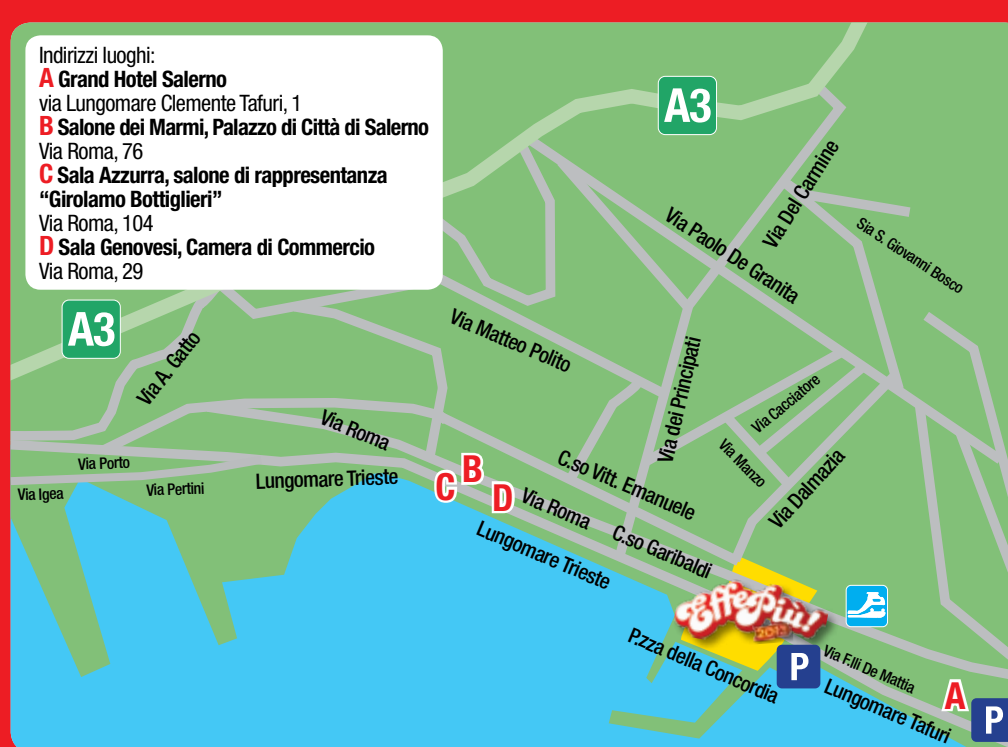 Indirizzi luoghi:
A Grand Hotel Salerno
via Lungomare Clemente Tafuri, 1
B Salone dei Marmi, Palazzo di Città di Salerno
Via Roma, 76
C Sala Azzurra, salone di rappresentanza
“Girolamo Bottiglieri”
Via Roma, 104
D Sala Genovesi, Camera di Commercio
Via Roma, 29
A3
A3
Via Del Carmine
Via Paolo De Granita
Sia S. Giovanni Bosco
Via A. Gatto
Via Matteo Polito
Via dei Principati
Via Cacciatore
Via Manzo
Via Dalmazia
Via Roma
C.so Vitt. Emanuele
Via Porto
Via Igea
Via Pertini
Lungomare Trieste
C
B
D
Via Roma
C.so Garibaldi
Lungomare Trieste
EffePiù!
P.zza della Concordia
P
Via F.lli De Mattia
Lungomare Tafuri
A
P